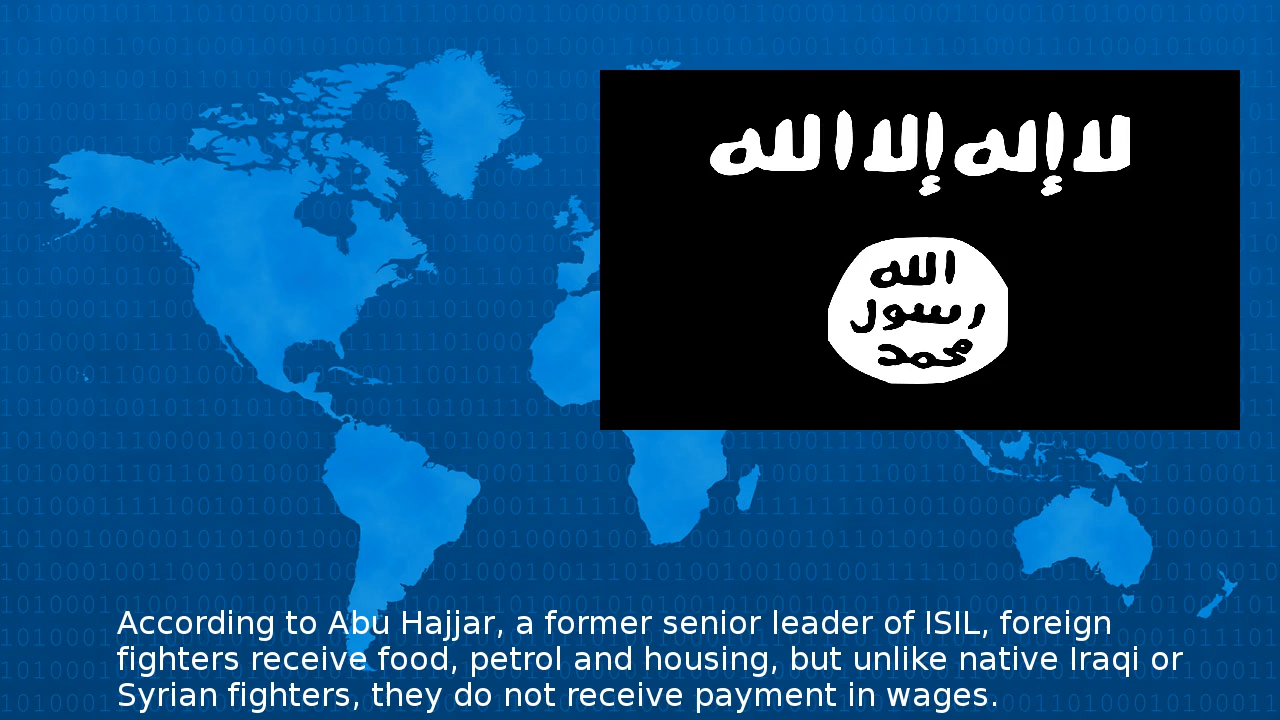 لا إله إلا الله
الله
رسول
محمد
According to Abu Hajjar, a former senior leader of ISIL, foreign
fighters receive food, petrol and housing, but unlike native Iraqi or
Syrian fighters, they do not receive payment in wages.